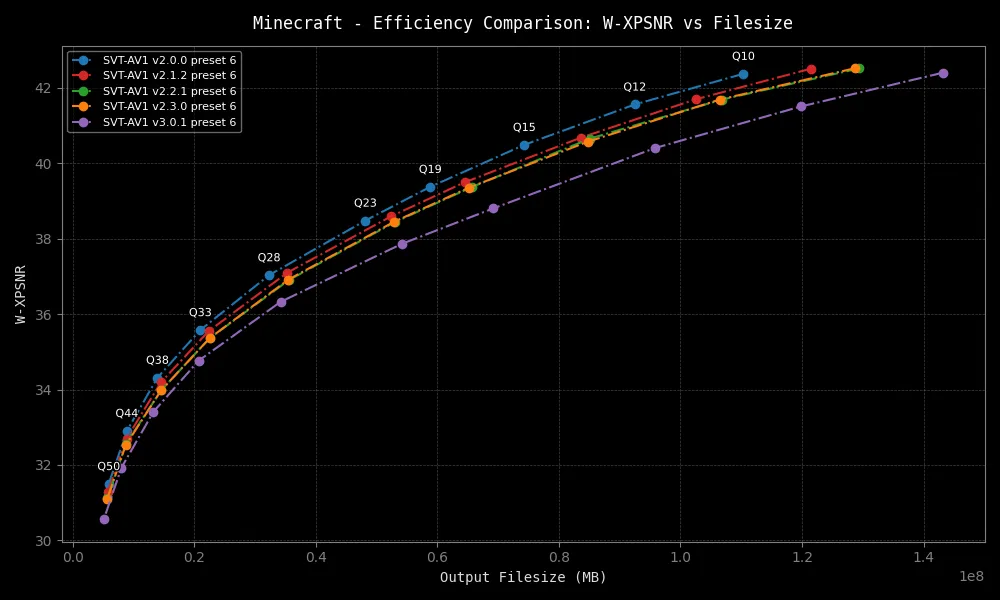 Minecraft - Efficiency Comparison: W-XPSNR vs Filesize
SVT-AV1 v2.0.0 preset 6
SVT-AV1 v2.1.2 preset 6
SVT-AV1 v2.2.1 preset 6
SVT-AV1 v2.3.0 preset 6
SVT-AV1 v3.0.1 preset 6
Q10
Q12
Q15
Q19
Q23
Q28
Q33
Q38
Q44
Q50
W-XPSNR
42
40
38
36
34
32
30
0.0 0.2 0.4 0.6 0.8 1.0 1.2 1.4
1e8
Output Filesize (MB)